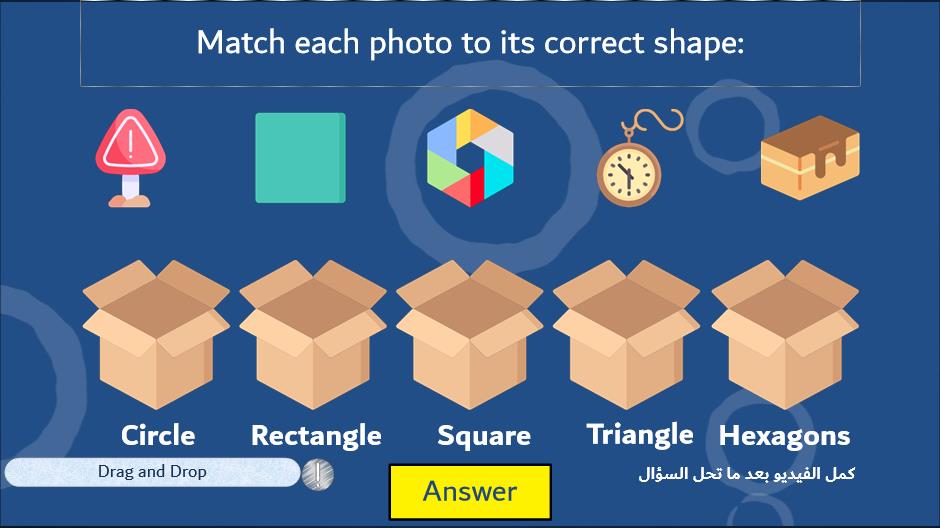 Match each photo to its correct shape:
Circle
Rectangle
Square
Triangle
Hexagons
Drag and Drop
Answer
كمل الفيديو بعد ما تحل السؤال